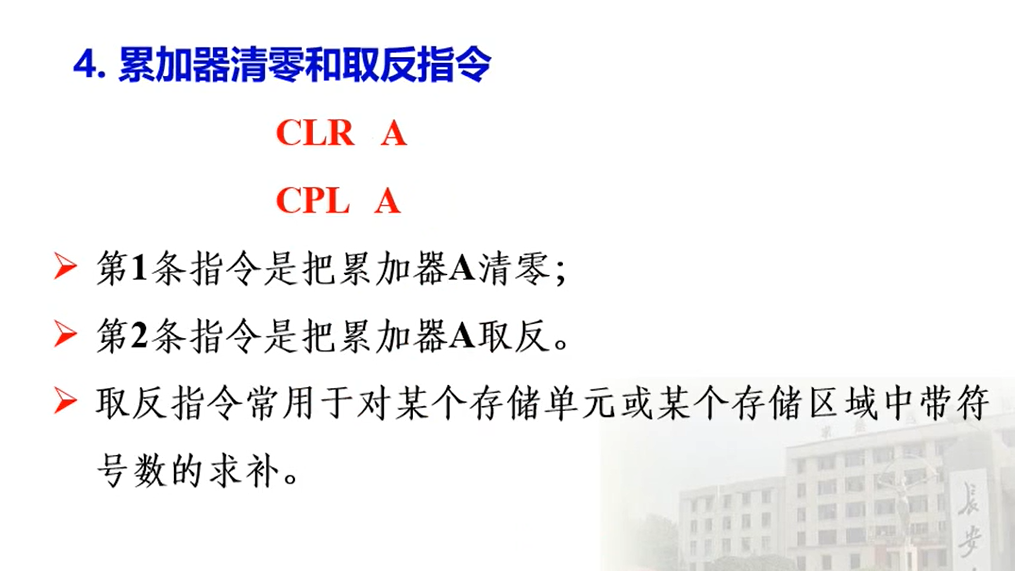 4. 累加器清零和取反指令
CLR A
CPL A
第1条指令是把累加器A清零;
第2条指令是把累加器A取反。
取反指令常用于对某个存储单元或某个存储区域中带符
号数的求补。
长安